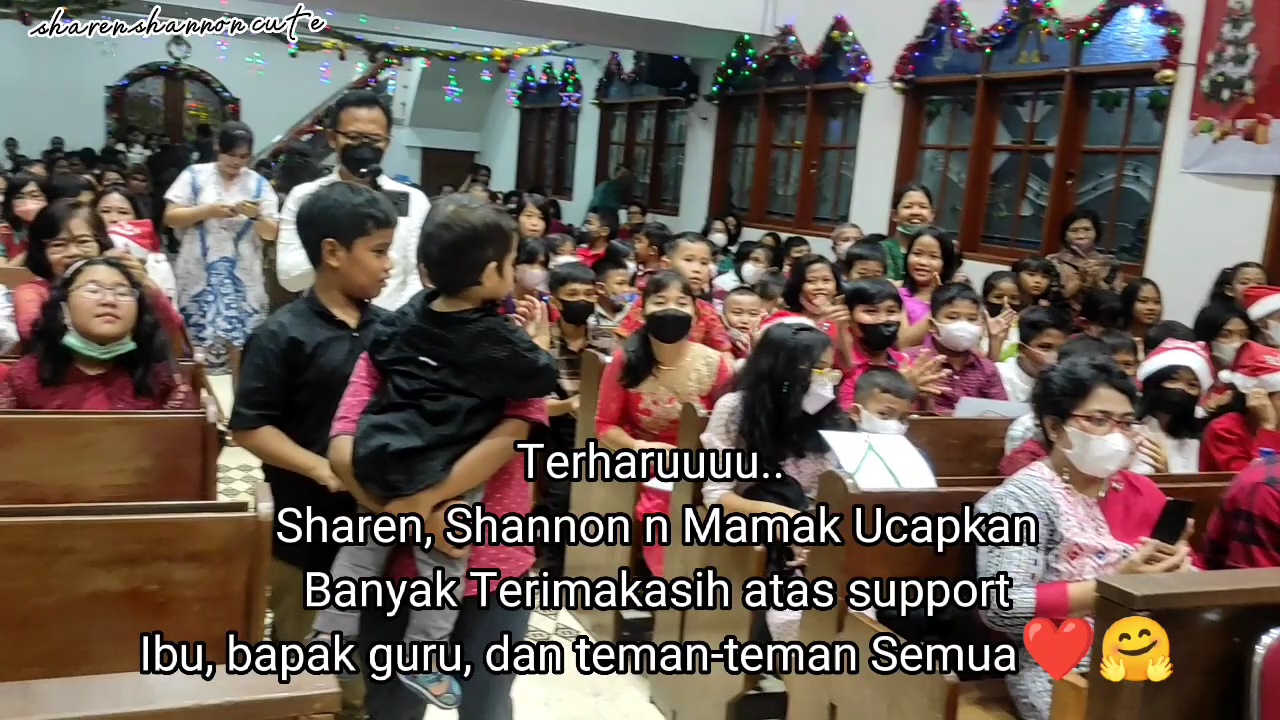 sharenshannoncute
Terharuuuu..
Sharen, Shannon n Mamak Ucapkan
Banyak Terimakasih atas support
Ibu, bapak guru, dan teman-teman Semua❤️🤗